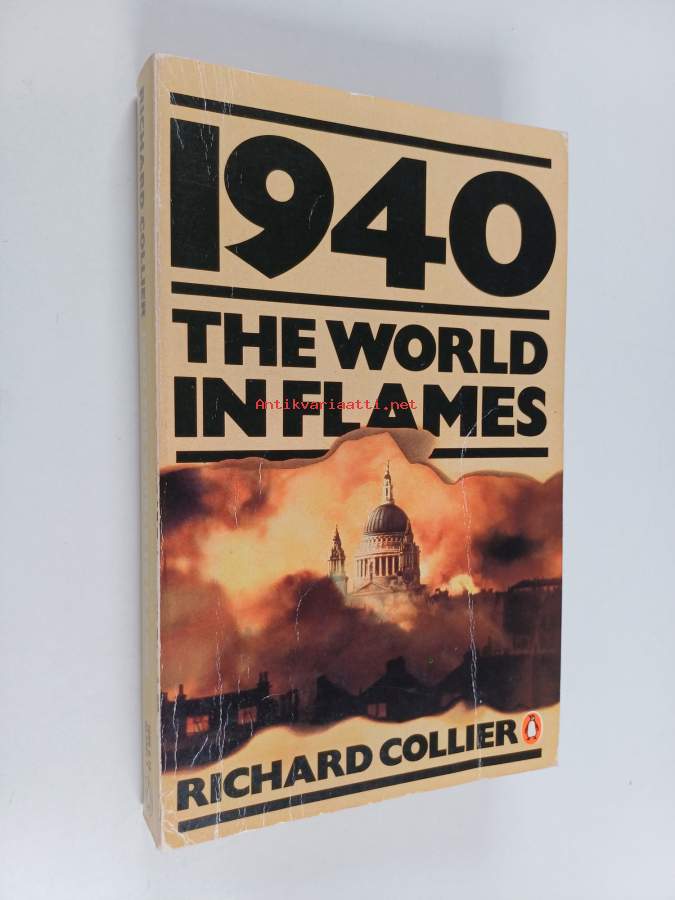 1940
THE WORLD
IN FLAMES
Antikvariaatti.net
RICHARD COLLIER
RICHARD COLLIER